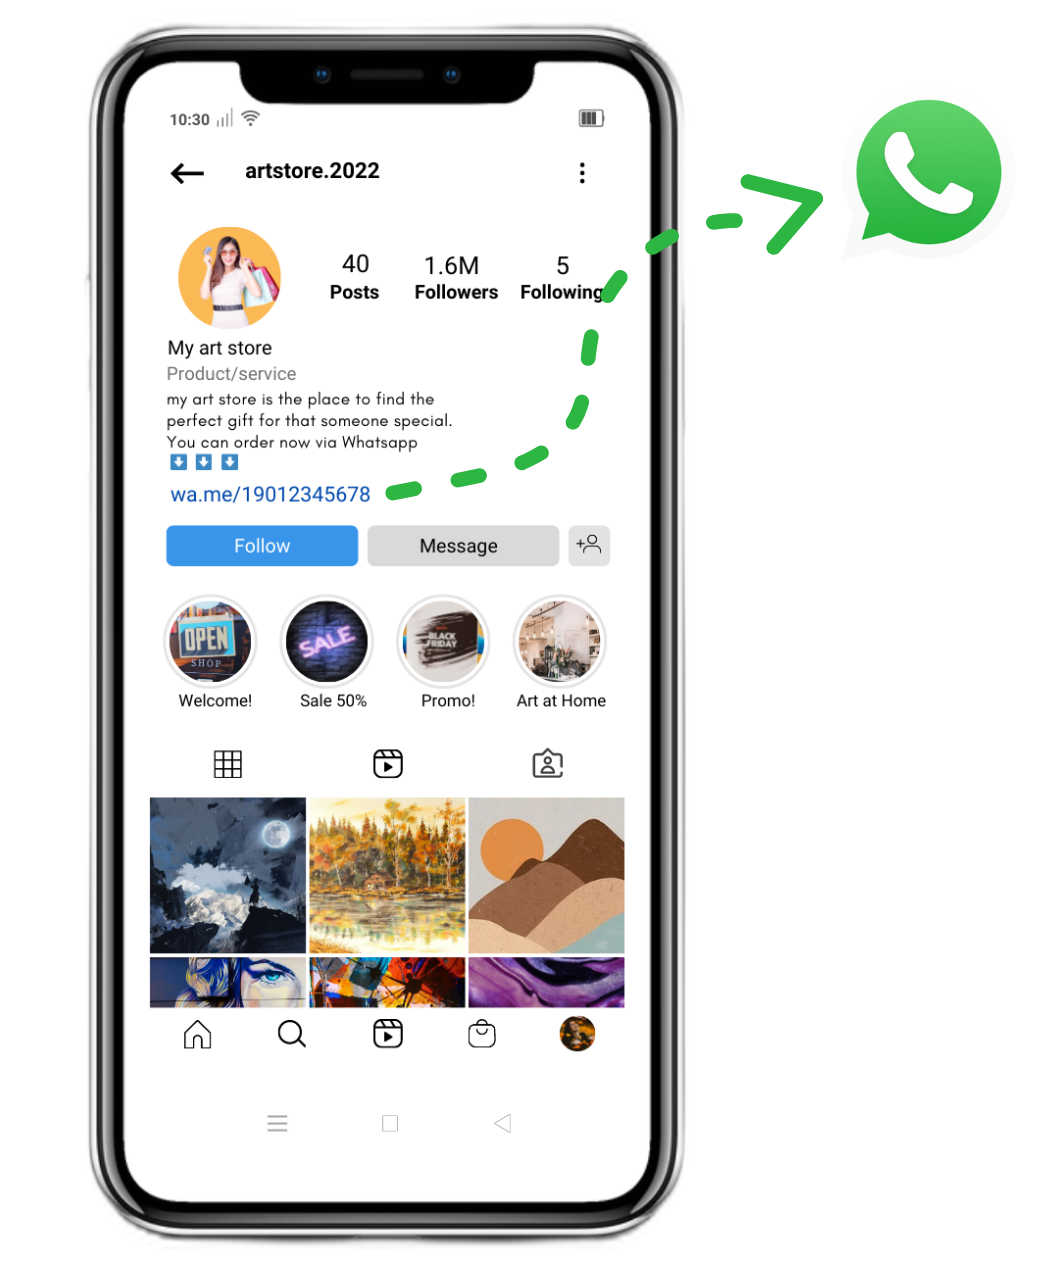 10:30
artstore.2022
40 1.6M 5
Posts Followers Following
My art store
Product/service
my art store is the place to find the
perfect gift for that someone special.
You can order now via Whatsapp
wa.me/19012345678
Follow Message
OPEN
SHOP
SALE
BLACK
FRIDAY
Welcome! Sale 50% Promo! Art at Home